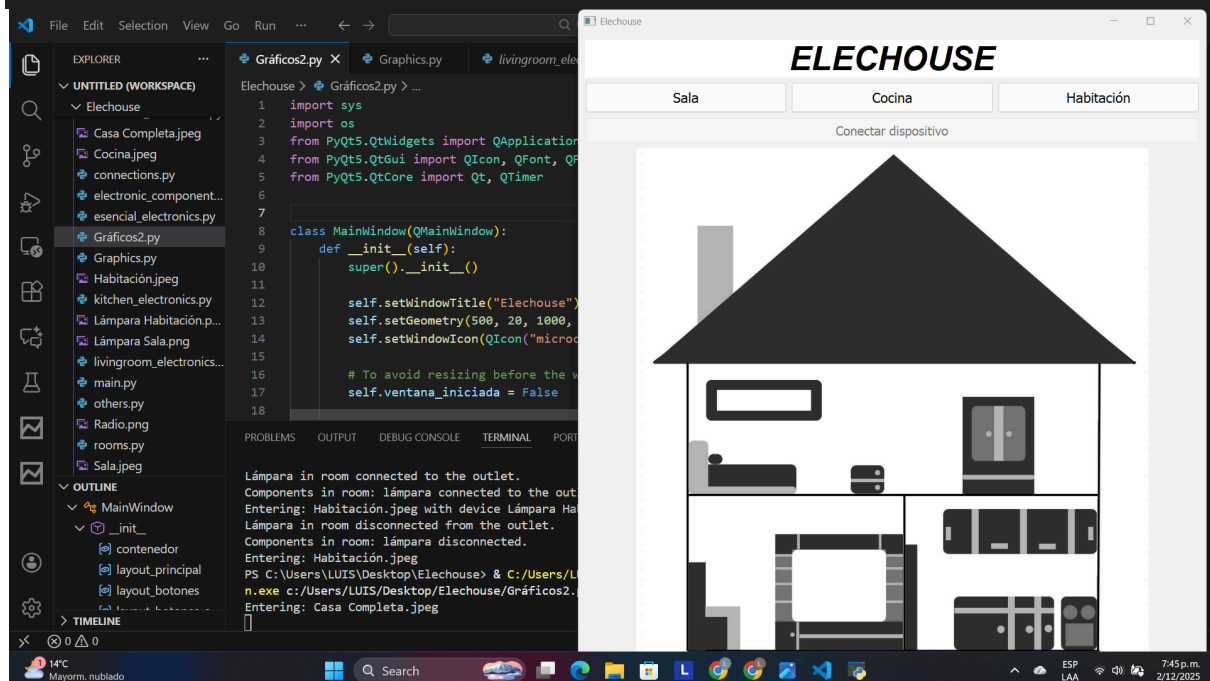 File Edit Selection View Go Run ···
Elechouse
EXPLORER ···
UNTITLED (WORKSPACE)
Elechouse
Casa Completa.jpeg
Cocina.jpeg
connections.py
electronic_component...
esencial_electronics.py
Gráficos2.py
Graphics.py
Habitación.jpeg
kitchen_electronics.py
Lámpara Habitación.p...
Lámpara Sala.png
livingroom_electronics...
main.py
others.py
Radio.png
rooms.py
Sala.jpeg
OUTLINE
MainWindow
__init__
contenedor
layout_principal
layout_botones
TIMELINE
Gráficos2.py Graphics.py livingroom_ele
Elechouse > Gráficos2.py > ...
1 import sys
2 import os
3 from PyQt5.QtWidgets import QApplication
4 from PyQt5.QtGui import QIcon, QFont, QP
5 from PyQt5.QtCore import Qt, QTimer
6
7
8 class MainWindow(QMainWindow):
9 def __init__(self):
10 super().__init__()
11
12 self.setWindowTitle("Elechouse")
13 self.setGeometry(500, 20, 1000,
14 self.setWindowIcon(QIcon("microc
15
16 # To avoid resizing before the w
17 self.ventana_iniciada = False
18
PROBLEMS OUTPUT DEBUG CONSOLE TERMINAL PORT
Lámpara in room connected to the outlet.
Components in room: lámpara connected to the out
Entering: Habitación.jpeg with device Lámpara Ha
Lámpara in room disconnected from the outlet.
Components in room: lámpara disconnected.
Entering: Habitación.jpeg
PS C:\Users\LUIS\Desktop\Elechouse> & C:/Users/LU
n.exe c:/Users/LUIS/Desktop/Elechouse/Gráficos2.p
Entering: Casa Completa.jpeg
ELECHOUSE
Sala Cocina Habitación
Conectar dispositivo
0 0
1 14°C
Mayorm. nublado
Search
ESP
LAA
7:45 p.m.
2/12/2025